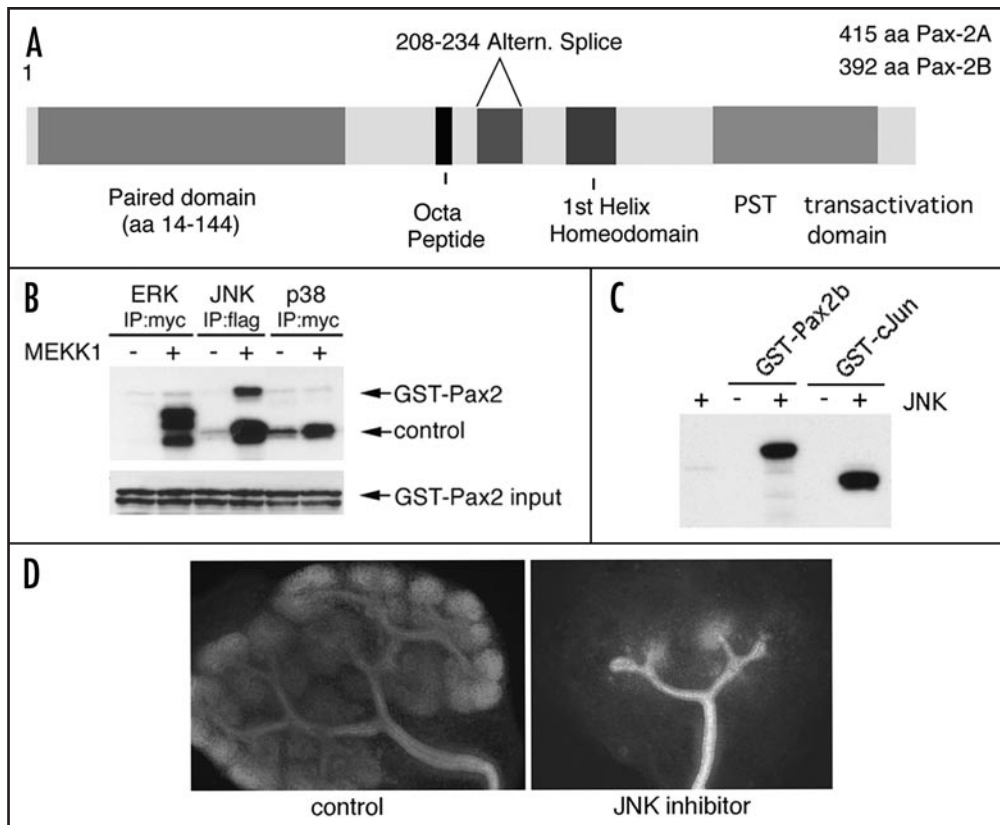 A
208-234 Altern. Splice
415 aa Pax-2A
392 aa Pax-2B
1
Paired domain
(aa 14-144)
Octa
Peptide
1st Helix
Homeodomain
PST transactivation
domain
B
ERK JNK p38
IP:myc IP:flag IP:myc
MEKK1 - + - + - +
GST-Pax2
control
GST-Pax2 input
C
GST-Pax2b
GST-cJun
+ - + - + JNK
D
control
JNK inhibitor